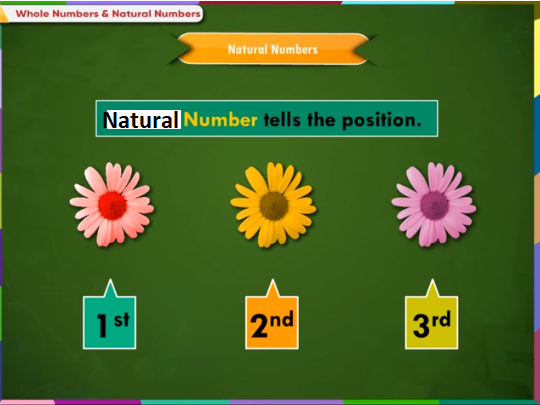 Whole Numbers & Natural Numbers
Natural Numbers
Natural Number tells the position.
1st 2nd 3rd